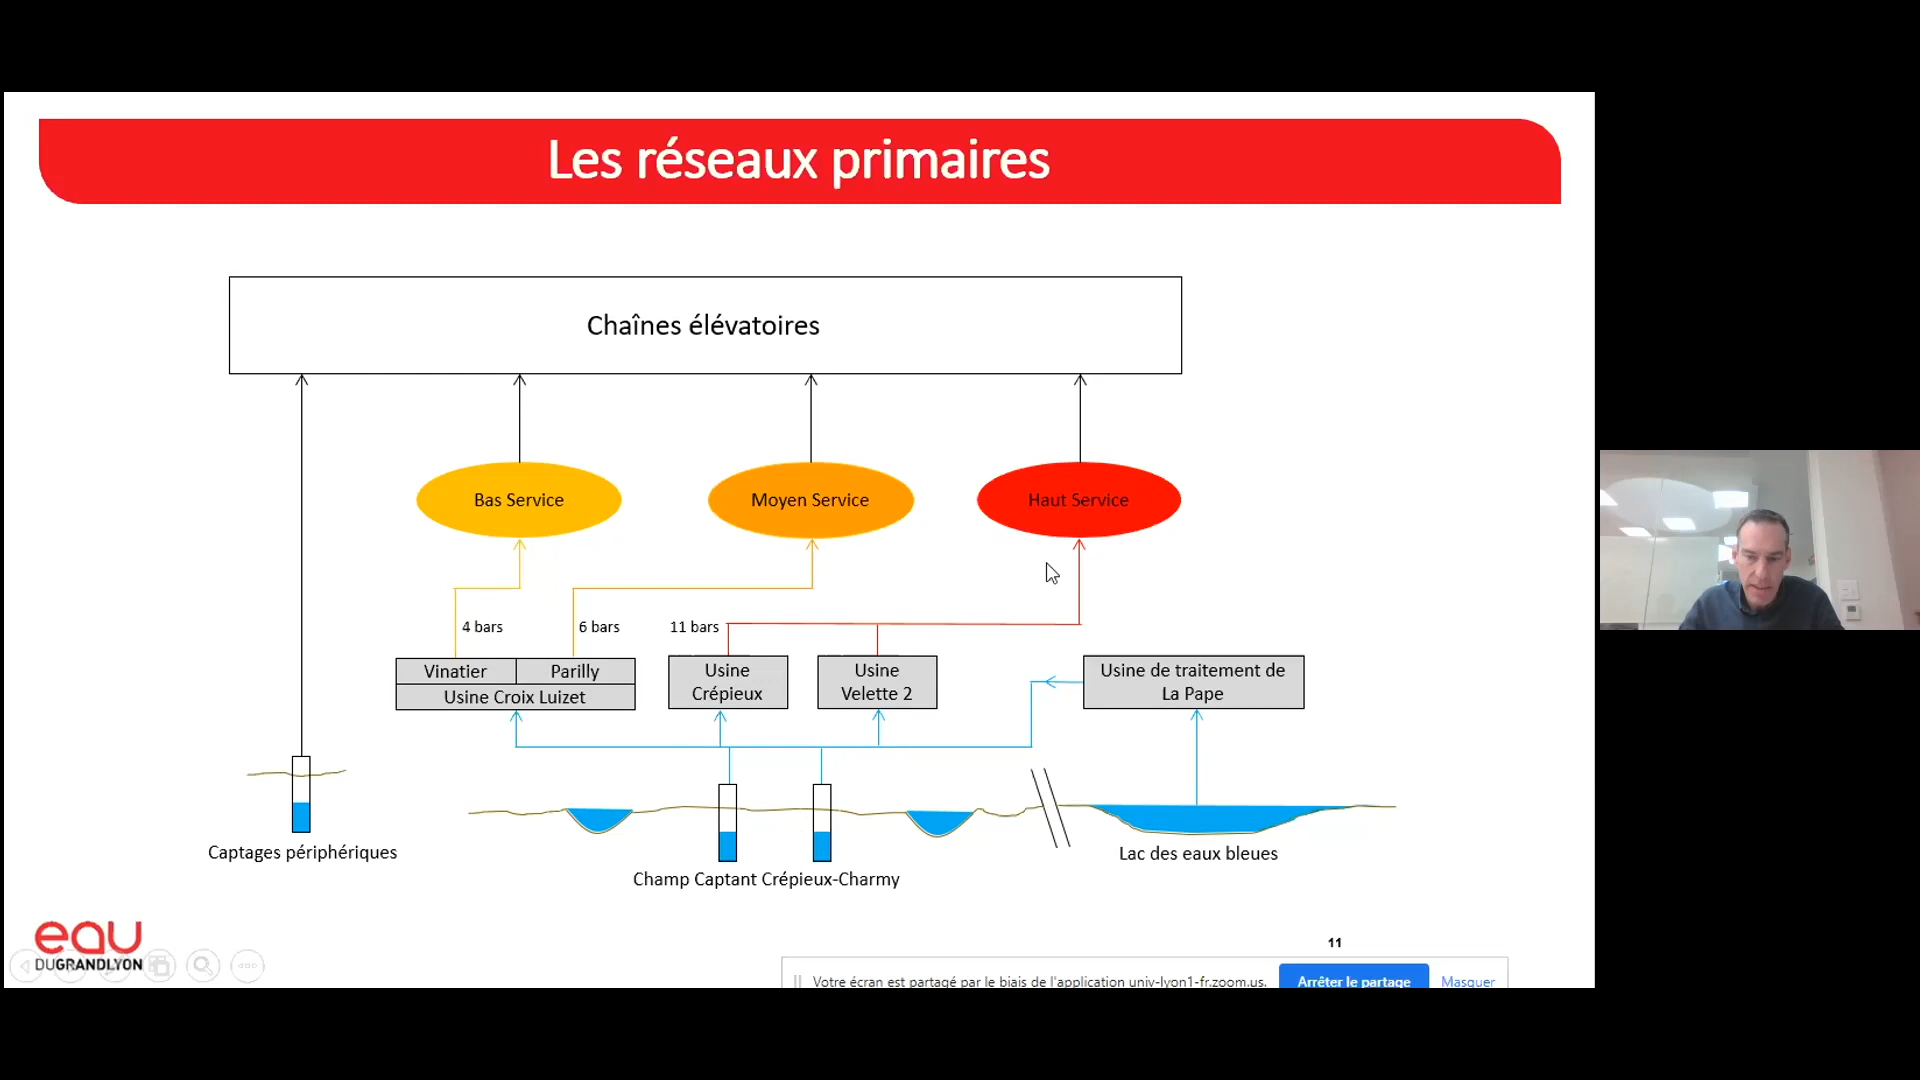 Les réseaux primaires
Chaînes élévatoires
Bas Service
Moyen Service
Haut Service
4 bars
6 bars
11 bars
Vinatier
Parilly
Usine Croix Luizet
Usine
Crépieux
Usine
Velette 2
Usine de traitement de
La Pape
Captages périphériques
Champ Captant Crépieux-Charmy
Lac des eaux bleues
eau
DUGRANDLYON
11
Votre écran est partagé par le biais de l'application univ-lyon1-fr.zoom.us.
Arrêter le partage
Masquer